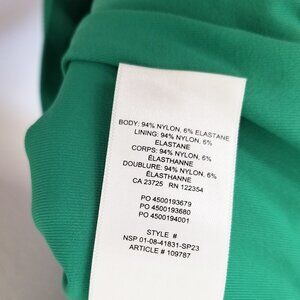 BODY: 94% NYLON, 6% ELASTANE
LINING: 94% NYLON, 6%
ELASTANE
CORPS: 94% NYLON, 6%
ÉLASTHANNE
DOUBLURE: 94% NYLON, 6%
ÉLASTHANNE
CA 23725 RN 122354
PO 4500193679
PO 4500193680
PO 4500194001
STYLE #
NSP 01-08-41831-SP23
ARTICLE # 109787